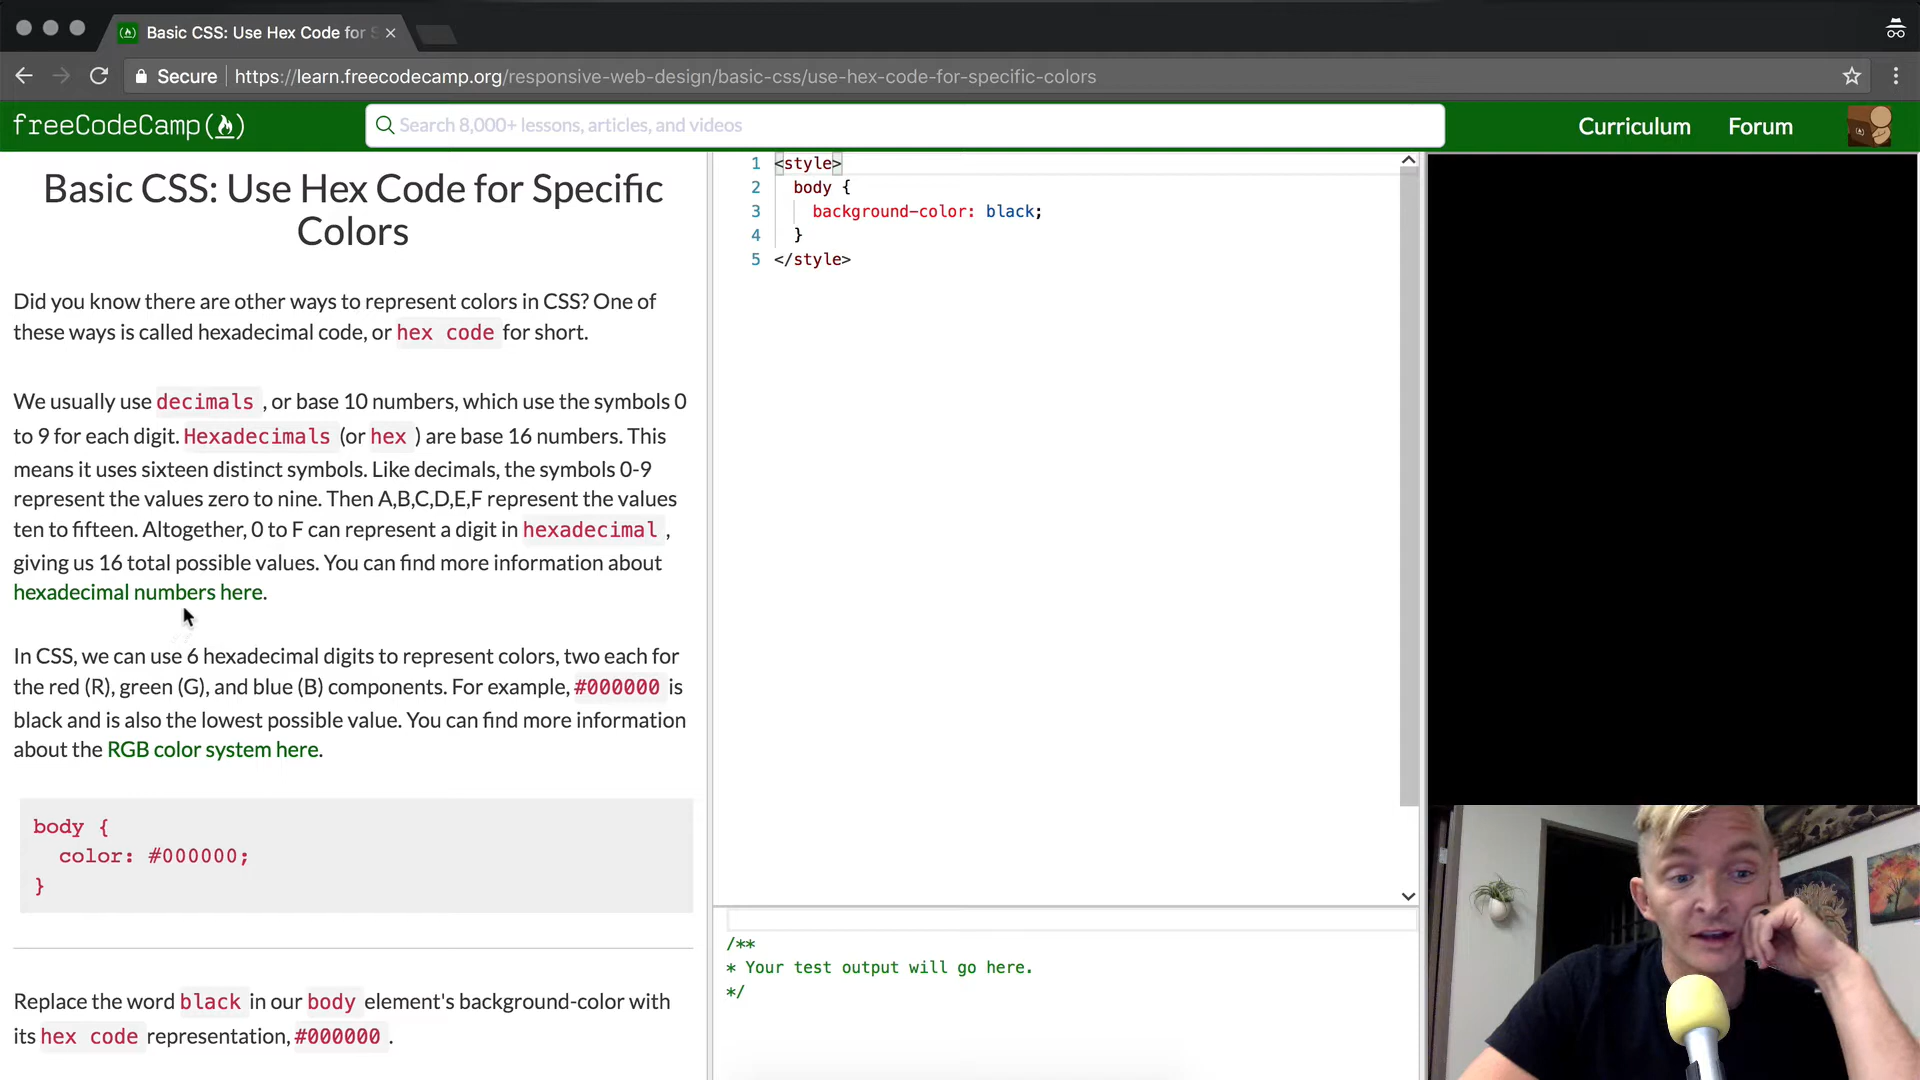 Basic CSS: Use Hex Code for S
Secure https://learn.freecodecamp.org/responsive-web-design/basic-css/use-hex-code-for-specific-colors
freeCodeCamp
Search 8,000+ lessons, articles, and videos
Curriculum
Forum
Basic CSS: Use Hex Code for Specific
Colors
Did you know there are other ways to represent colors in CSS? One of
these ways is called hexadecimal code, or hex code for short.
We usually use decimals , or base 10 numbers, which use the symbols 0
to 9 for each digit. Hexadecimals (or hex ) are base 16 numbers. This
means it uses sixteen distinct symbols. Like decimals, the symbols 0-9
represent the values zero to nine. Then A,B,C,D,E,F represent the values
ten to fifteen. Altogether, 0 to F can represent a digit in hexadecimal ,
giving us 16 total possible values. You can find more information about
hexadecimal numbers here.
In CSS, we can use 6 hexadecimal digits to represent colors, two each for
the red (R), green (G), and blue (B) components. For example, #000000 is
black and is also the lowest possible value. You can find more information
about the RGB color system here.
body {
color: #000000;
}
Replace the word black in our body element's background-color with
its hex code representation, #000000 .
1 <style>
2 body {
3 background-color: black;
4 }
5 </style>
/**
* Your test output will go here.
*/